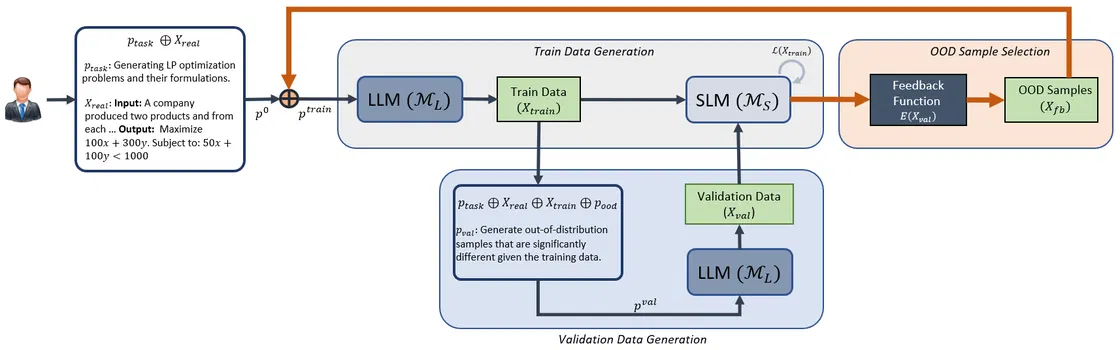 p_task ⊕ X_real
p_task: Generating LP optimization
problems and their formulations.
X_real: Input: A company
produced two products and from
each ... Output: Maximize
100x + 300y. Subject to: 50x +
100y < 1000
p^0
p^train
Train Data Generation
LLM (ℳ_L)
Train Data
(X_train)
ℒ(X_train)
SLM (ℳ_S)
OOD Sample Selection
Feedback
Function
E(X_val)
OOD Samples
(X_fb)
p_task ⊕ X_real ⊕ X_train ⊕ p_ood
p_val: Generate out-of-distribution
samples that are significantly
different given the training data.
p^val
Validation Data
(X_val)
LLM (ℳ_L)
Validation Data Generation